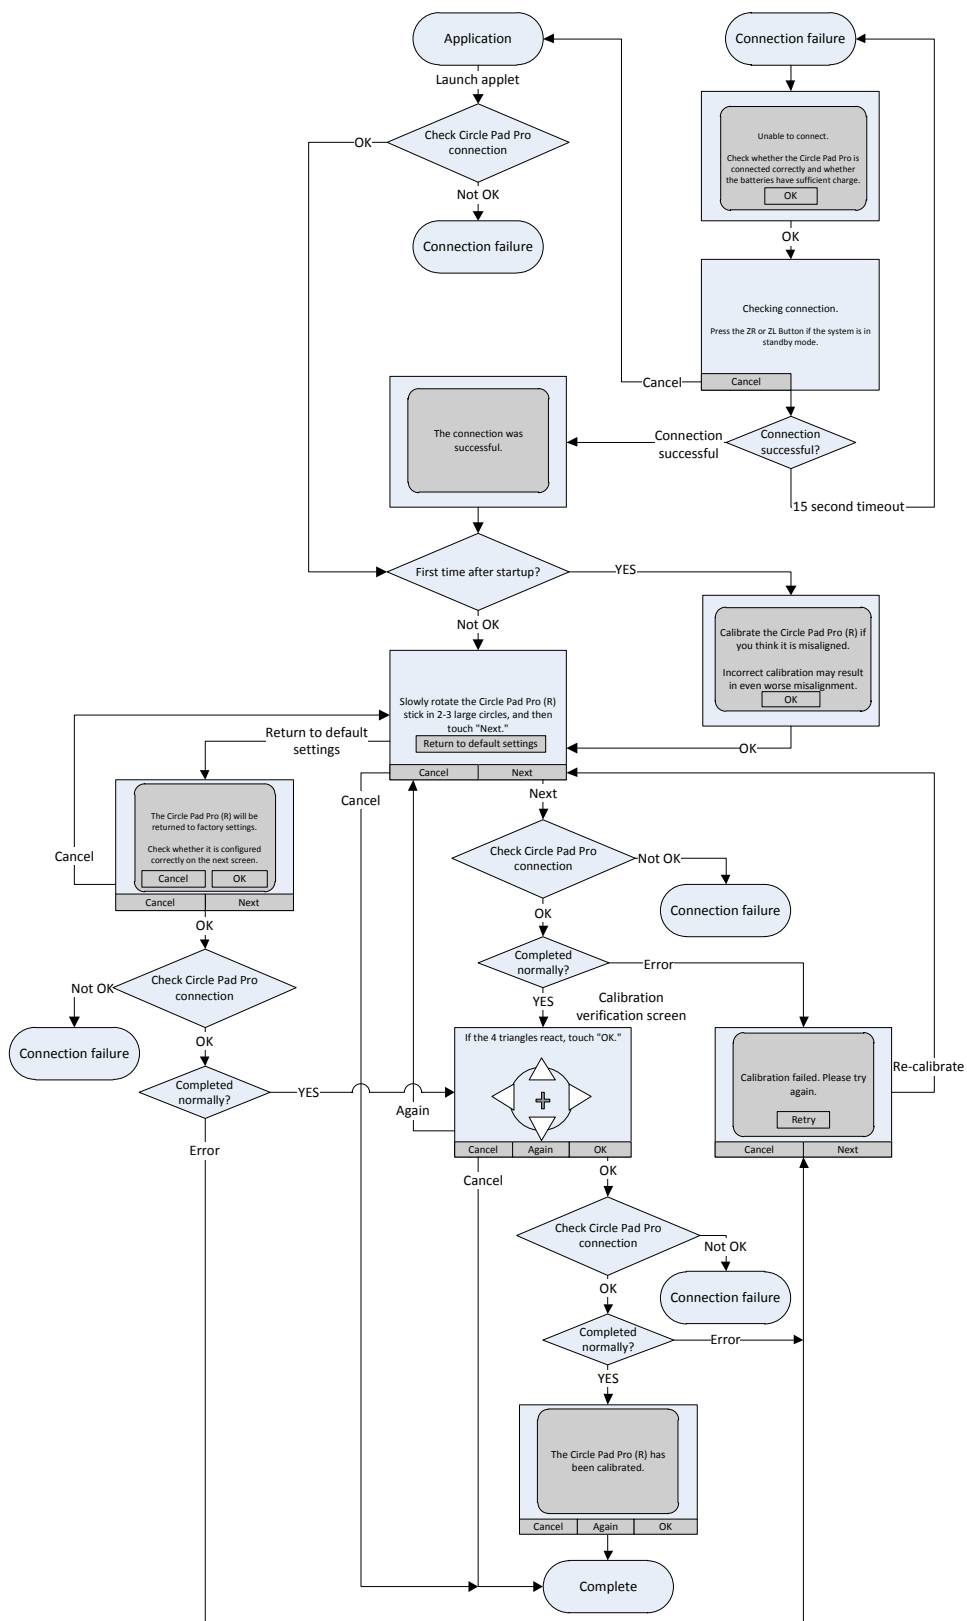 Application
Connection failure
Launch applet
Unable to connect.
Check whether the Circle Pad Pro is
connected correctly and whether
the batteries have sufficient charge.
OK
Check Circle Pad Pro
connection
OK
Not OK
OK
Connection failure
Checking connection.
Press the ZR or ZL Button if the system is in
standby mode.
Cancel
Cancel
The connection was
successful.
Connection
successful
Connection
successful?
15 second timeout
First time after startup?
YES
Not OK
Calibrate the Circle Pad Pro (R) if
you think it is misaligned.
Incorrect calibration may result
in even worse misalignment.
OK
OK
Slowly rotate the Circle Pad Pro (R)
stick in 2-3 large circles, and then
touch "Next."
Return to default settings
Cancel
Next
Return to default
settings
Cancel
Next
The Circle Pad Pro (R) will be
returned to factory settings.
Check whether it is configured
correctly on the next screen.
Cancel
OK
Cancel
Next
Cancel
Check Circle Pad Pro
connection
Not OK
Connection failure
OK
OK
Completed
normally?
Error
Check Circle Pad Pro
connection
Not OK
Connection failure
OK
YES
Calibration
verification screen
If the 4 triangles react, touch "OK."
Cancel
Again
OK
Completed
normally?
YES
Again
Error
Calibration failed. Please try
again.
Retry
Cancel
Next
Re-calibrate
Cancel
OK
Check Circle Pad Pro
connection
Not OK
Connection failure
OK
Completed
normally?
Error
YES
The Circle Pad Pro (R) has
been calibrated.
Cancel
Again
OK
Complete